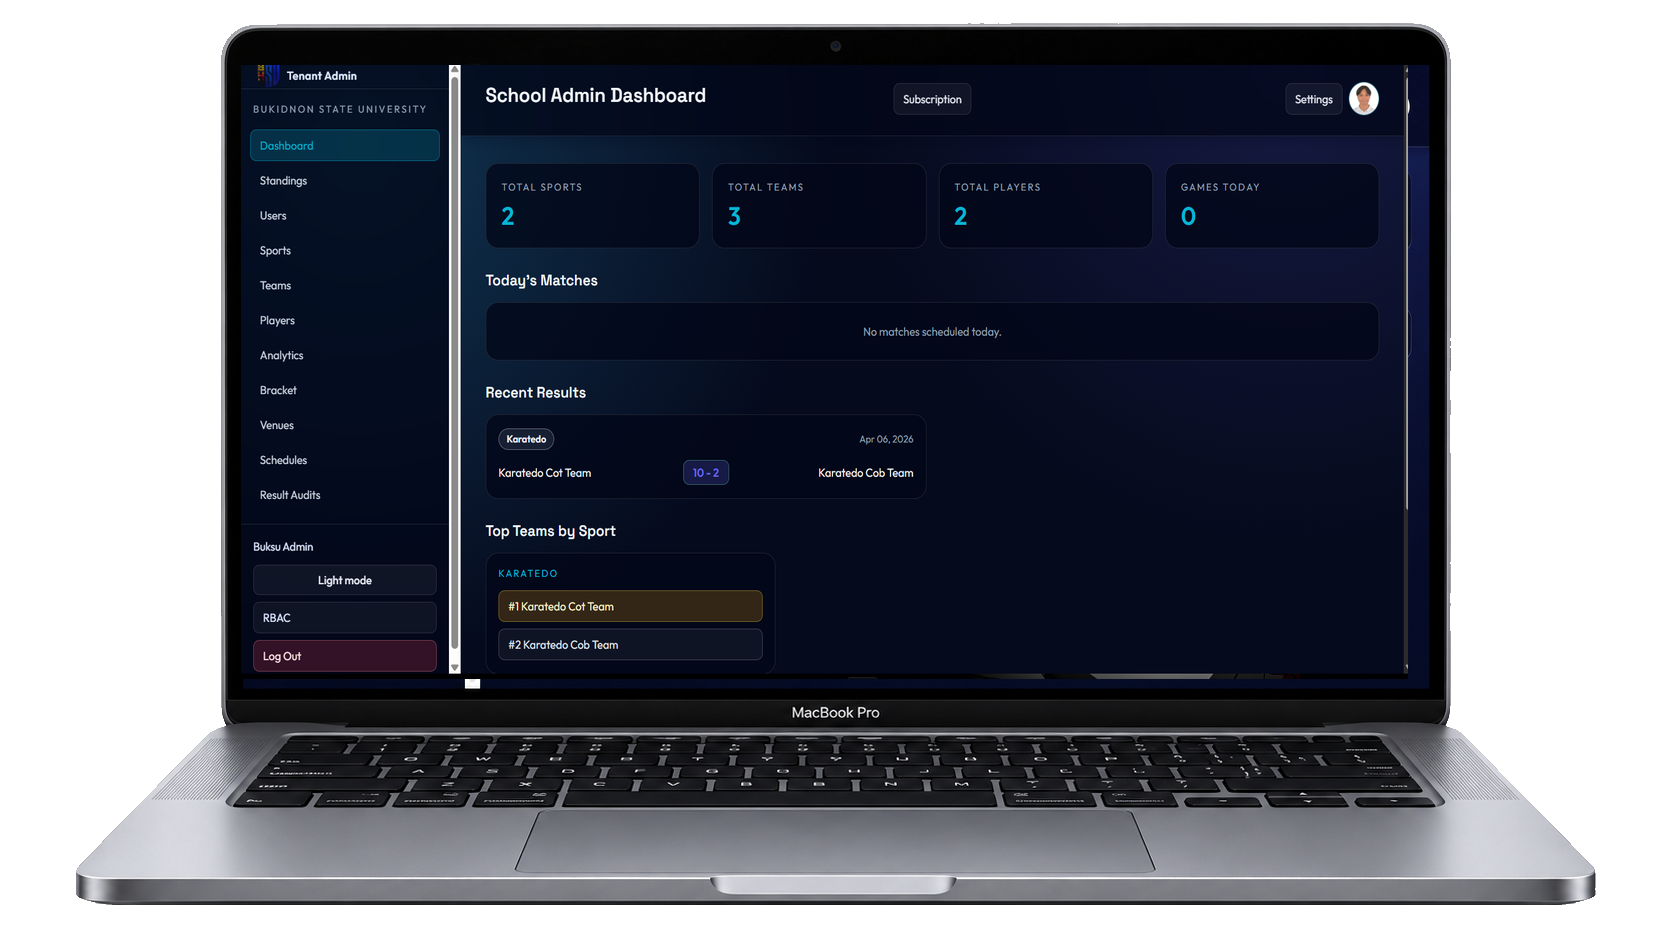 Tenant Admin
BUKIDNON STATE UNIVERSITY
Dashboard
Standings
Users
Sports
Teams
Players
Analytics
Bracket
Venues
Schedules
Result Audits
Buksu Admin
Light mode
RBAC
Log Out
School Admin Dashboard
Subscription
Settings
TOTAL SPORTS
2
TOTAL TEAMS
3
TOTAL PLAYERS
2
GAMES TODAY
0
Today's Matches
No matches scheduled today.
Recent Results
Karatedo
Apr 06, 2026
Karatedo Cot Team
10 - 2
Karatedo Cob Team
Top Teams by Sport
KARATEDO
#1 Karatedo Cot Team
#2 Karatedo Cob Team
MacBook Pro